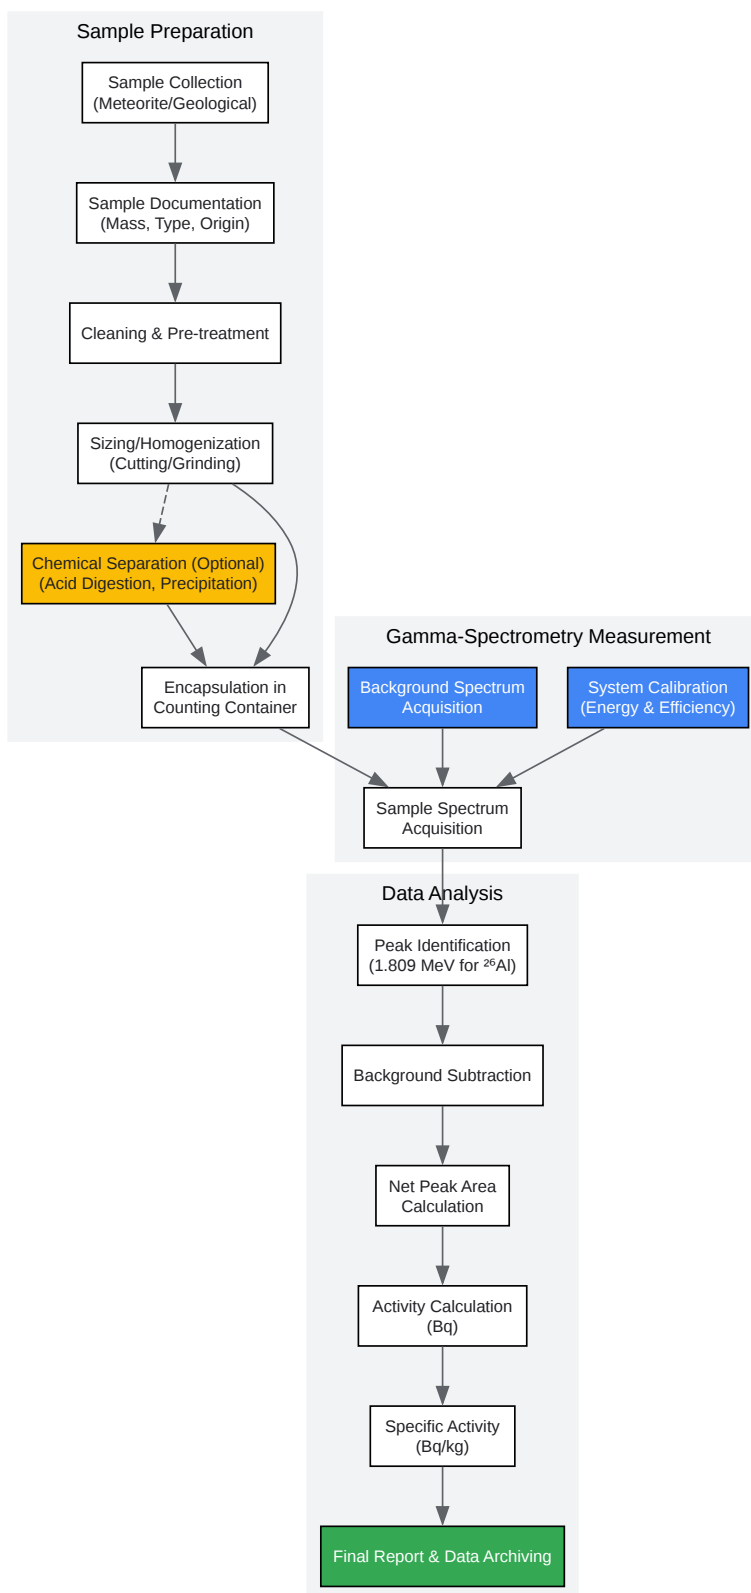 Sample Preparation
Sample Collection
(Meteorite/Geological)
Sample Documentation
(Mass, Type, Origin)
Cleaning & Pre-treatment
Sizing/Homogenization
(Cutting/Grinding)
Chemical Separation (Optional)
(Acid Digestion, Precipitation)
Encapsulation in
Counting Container
Gamma-Spectrometry Measurement
Background Spectrum
Acquisition
System Calibration
(Energy & Efficiency)
Sample Spectrum
Acquisition
Data Analysis
Peak Identification
(1.809 MeV for ²⁶Al)
Background Subtraction
Net Peak Area
Calculation
Activity Calculation
(Bq)
Specific Activity
(Bq/kg)
Final Report & Data Archiving